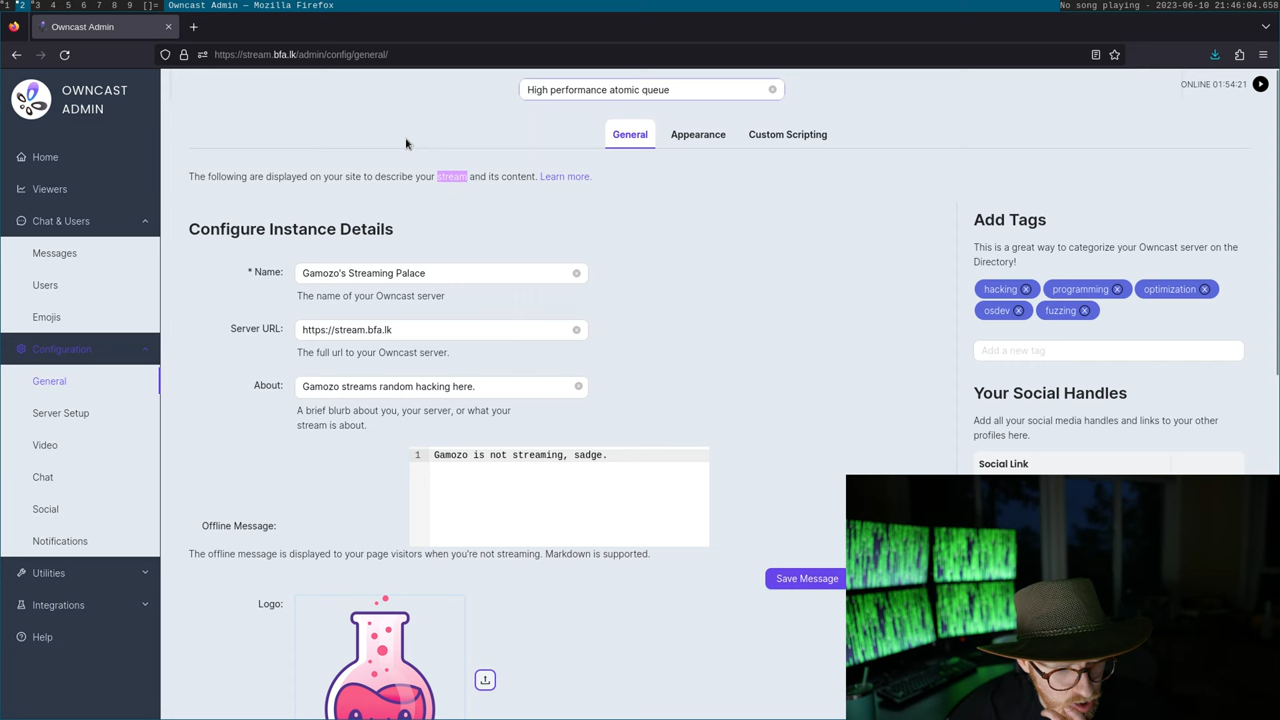 1 2 3 4 5 6 7 8 9 []= Owncast Admin — Mozilla Firefox No song playing - 2023-06-10 21:46:04.658
Owncast Admin
https://stream.bfa.lk/admin/config/general/
OWNCAST
ADMIN
High performance atomic queue
ONLINE 01:54:21
General Appearance Custom Scripting
Home
Viewers
Chat & Users
Messages
Users
Emojis
Configuration
General
Server Setup
Video
Chat
Social
Notifications
Utilities
Integrations
Help
The following are displayed on your site to describe your stream and its content. Learn more.
Configure Instance Details
* Name: Gamozo's Streaming Palace
The name of your Owncast server
Server URL: https://stream.bfa.lk
The full url to your Owncast server.
About: Gamozo streams random hacking here.
A brief blurb about you, your server, or what your
stream is about.
1 Gamozo is not streaming, sadge.
Offline Message:
The offline message is displayed to your page visitors when you're not streaming. Markdown is supported.
Save Message
Logo:
Add Tags
This is a great way to categorize your Owncast server on the
Directory!
hacking programming optimization
osdev fuzzing
Add a new tag
Your Social Handles
Add all your social media handles and links to your other
profiles here.
Social Link